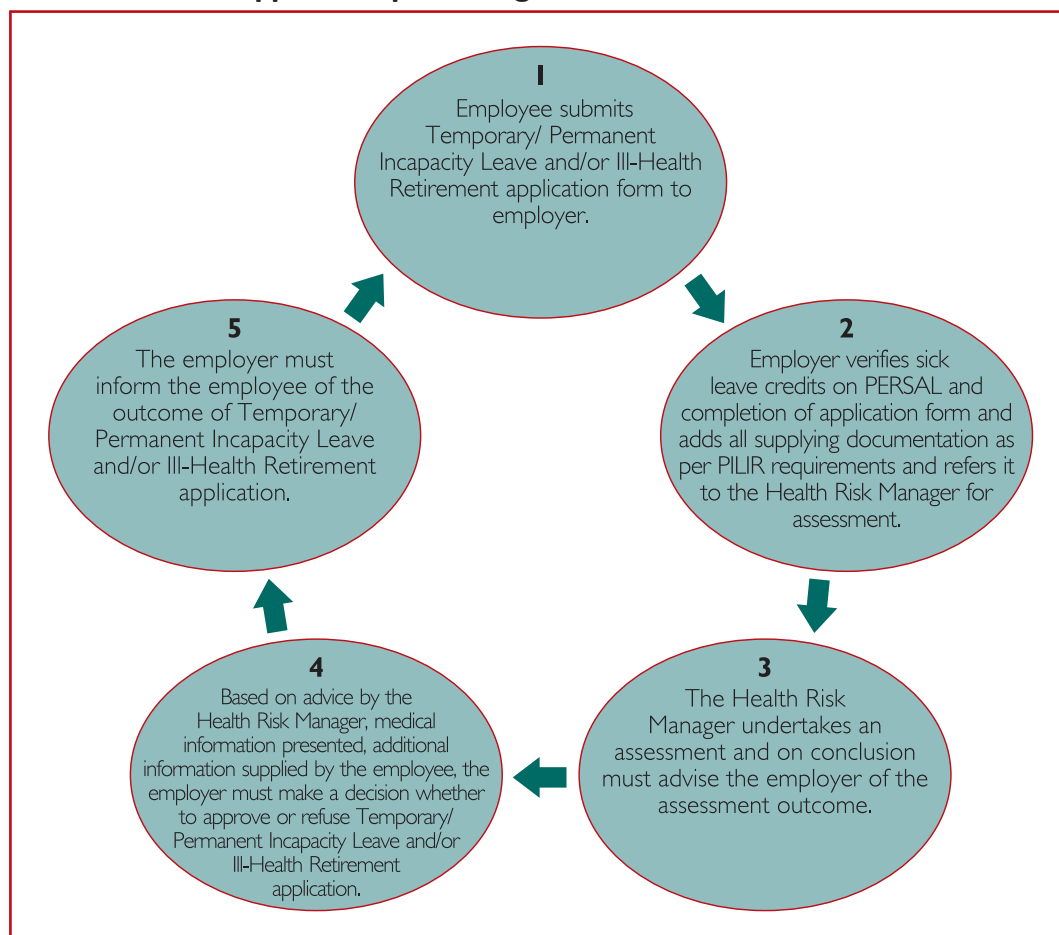 1
Employee submits
Temporary/ Permanent
Incapacity Leave and/or Ill-Health
Retirement application form to
employer.
2
Employer verifies sick
leave credits on PERSAL and
completion of application form and
adds all supplying documentation as
per PILIR requirements and refers it
to the Health Risk Manager for
assessment.
3
The Health Risk
Manager undertakes an
assessment and on conclusion
must advise the employer of the
assessment outcome.
4
Based on advice by the
Health Risk Manager, medical
information presented, additional
information supplied by the employee, the
employer must make a decision whether
to approve or refuse Temporary/
Permanent Incapacity Leave and/or
Ill-Health Retirement
application.
5
The employer must
inform the employee of the
outcome of Temporary/
Permanent Incapacity Leave
and/or Ill-Health Retirement
application.